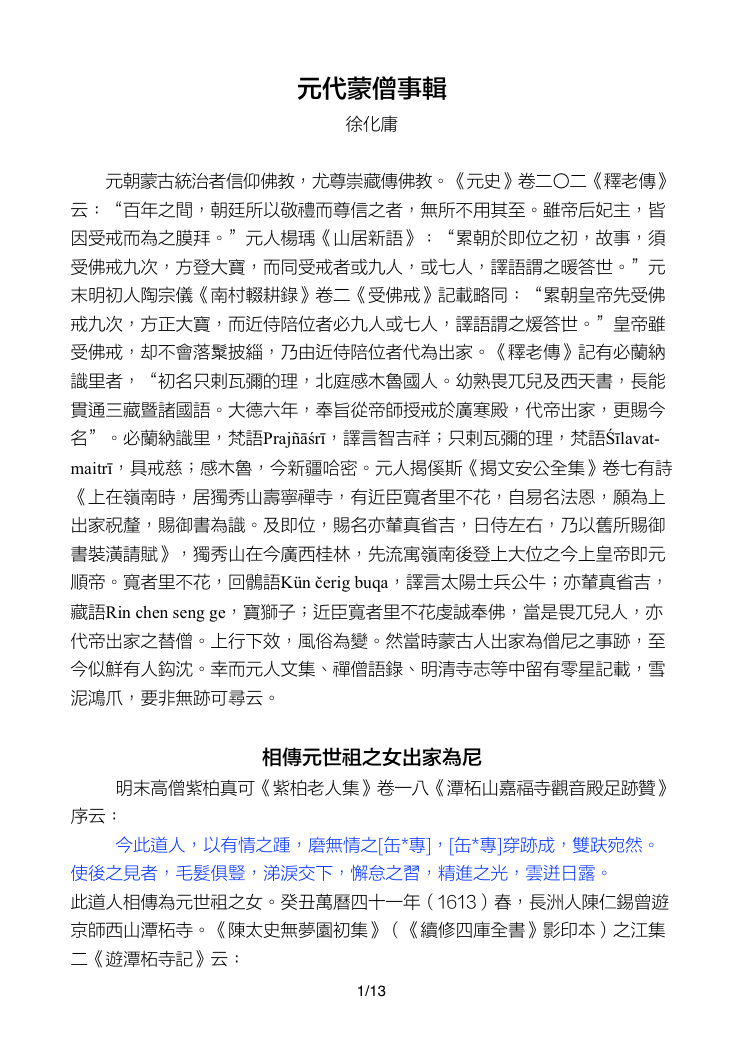 元代蒙僧事輯
徐化庸
元朝蒙古統治者信仰佛教，尤尊崇藏傳佛教。《元史》卷二〇二《釋老傳》
云：“百年之間，朝廷所以敬禮而尊信之者，無所不用其至。雖帝后妃主，皆
因受戒而為之膜拜。”元人楊瑀《山居新語》：“累朝於即位之初，故事，須
受佛戒九次，方登大寶，而同受戒者或九人，或七人，譯語謂之暖答世。”元
末明初人陶宗儀《南村輟耕錄》卷二《受佛戒》記載略同：“累朝皇帝先受佛
戒九次，方正大寶，而近侍陪位者必九人或七人，譯語謂之煖答世。”皇帝雖
受佛戒，却不會落髮披緇，乃由近侍陪位者代為出家。《釋老傳》記有必蘭納
識里者，“初名只剌瓦彌的理，北庭感木魯國人。幼熟畏兀兒及西天書，長能
貫通三藏暨諸國語。大德六年，奉旨從帝師授戒於廣寒殿，代帝出家，更賜今
名”。必蘭納識里，梵語Prajñāśrī，譯言智吉祥；只剌瓦彌的理，梵語Śīlavat-
maitrī，具戒慈；感木魯，今新疆哈密。元人揭傒斯《揭文安公全集》卷七有詩
《上在嶺南時，居獨秀山壽寧禪寺，有近臣寬者里不花，自易名法恩，願為上
出家祝釐，賜御書為識。及即位，賜名亦輦真省吉，日侍左右，乃以舊所賜御
書裝潢請賦》，獨秀山在今廣西桂林，先流寓嶺南後登上大位之今上皇帝即元
順帝。寬者里不花，回鶻語Kün čerig buqa，譯言太陽士兵公牛；亦輦真省吉，
藏語Rin chen seng ge，寶獅子；近臣寬者里不花虔誠奉佛，當是畏兀兒人，亦
代帝出家之替僧。上行下效，風俗為變。然當時蒙古人出家為僧尼之事跡，至
今似鮮有人鈎沈。幸而元人文集、禪僧語錄、明清寺志等中留有零星記載，雪
泥鴻爪，要非無跡可尋云。
相傳元世祖之女出家為尼
明末高僧紫柏真可《紫柏老人集》卷一八《潭柘山嘉福寺觀音殿足跡贊》
序云：
今此道人，以有情之踵，磨無情之[缶*專]，[缶*專]穿跡成，雙趺宛然。
使後之見者，毛髮俱豎，涕淚交下，懈怠之習，精進之光，雲迸日露。
此道人相傳為元世祖之女。癸丑萬曆四十一年（1613）春，長洲人陳仁錫曾遊
京師西山潭柘寺。《陳太史無夢園初集》（《續修四庫全書》影印本）之江集
二《遊潭柘寺記》云：
1/13